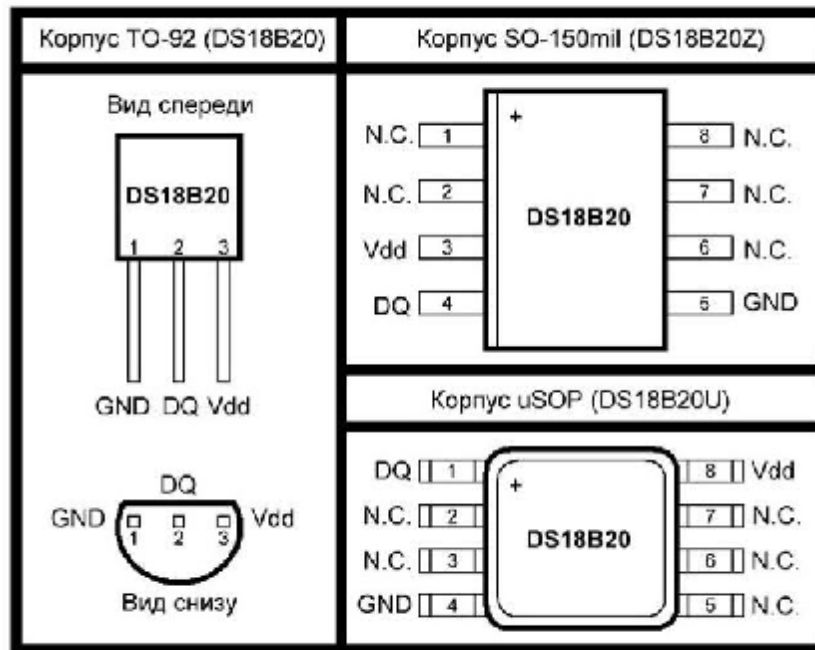 Корпус TO-92 (DS18B20)
Вид спереди
DS18B20
1 2 3
GND DQ Vdd
DQ
GND Vdd
1 2 3
Вид снизу
Корпус SO-150mil (DS18B20Z)
N.C. 1 + 8 N.C.
N.C. 2 7 N.C.
DS18B20
Vdd 3 6 N.C.
DQ 4 5 GND
Корпус uSOP (DS18B20U)
DQ 1 + 8 Vdd
N.C. 2 7 N.C.
DS18B20
N.C. 3 6 N.C.
GND 4 5 N.C.